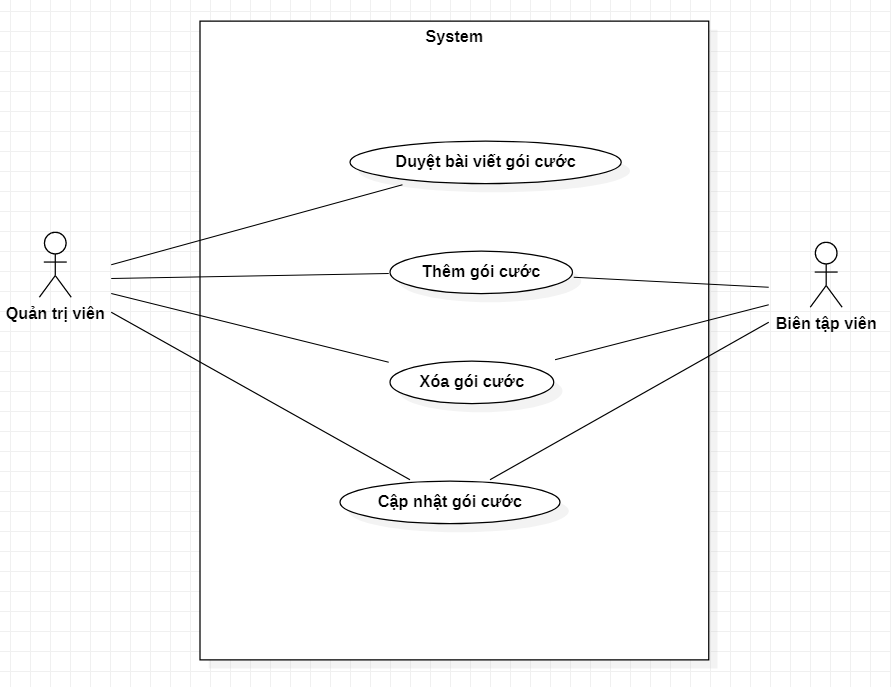 System
Duyệt bài viết gói cước
Thêm gói cước
Quản trị viên
Biên tập viên
Xóa gói cước
Cập nhật gói cước